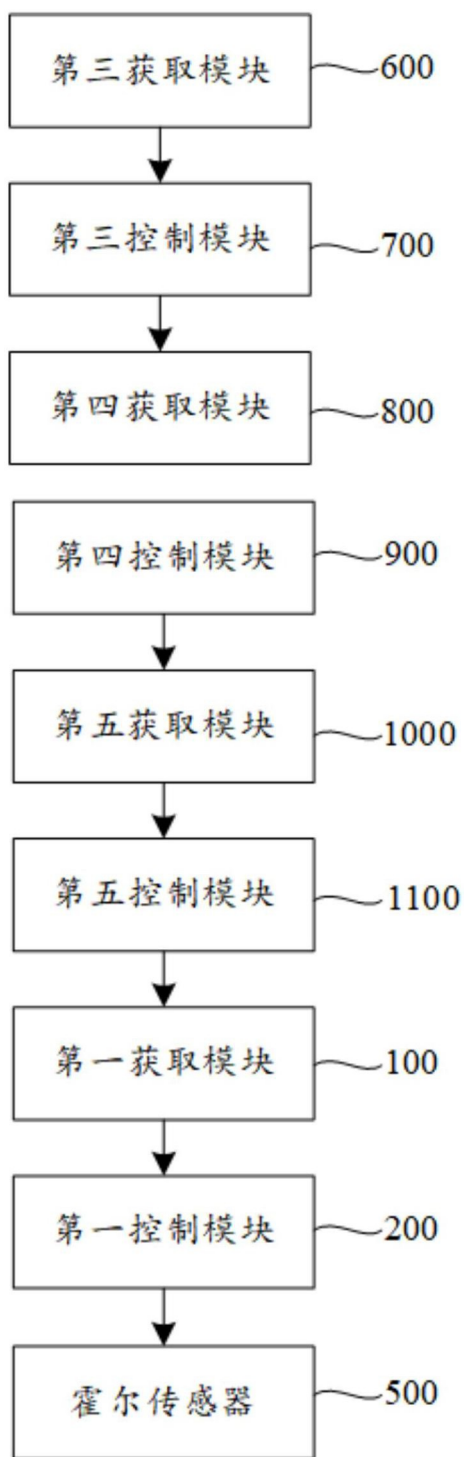 第三获取模块 600
第三控制模块 700
第四获取模块 800
第四控制模块 900
第五获取模块 1000
第五控制模块 1100
第一获取模块 100
第一控制模块 200
霍尔传感器 500